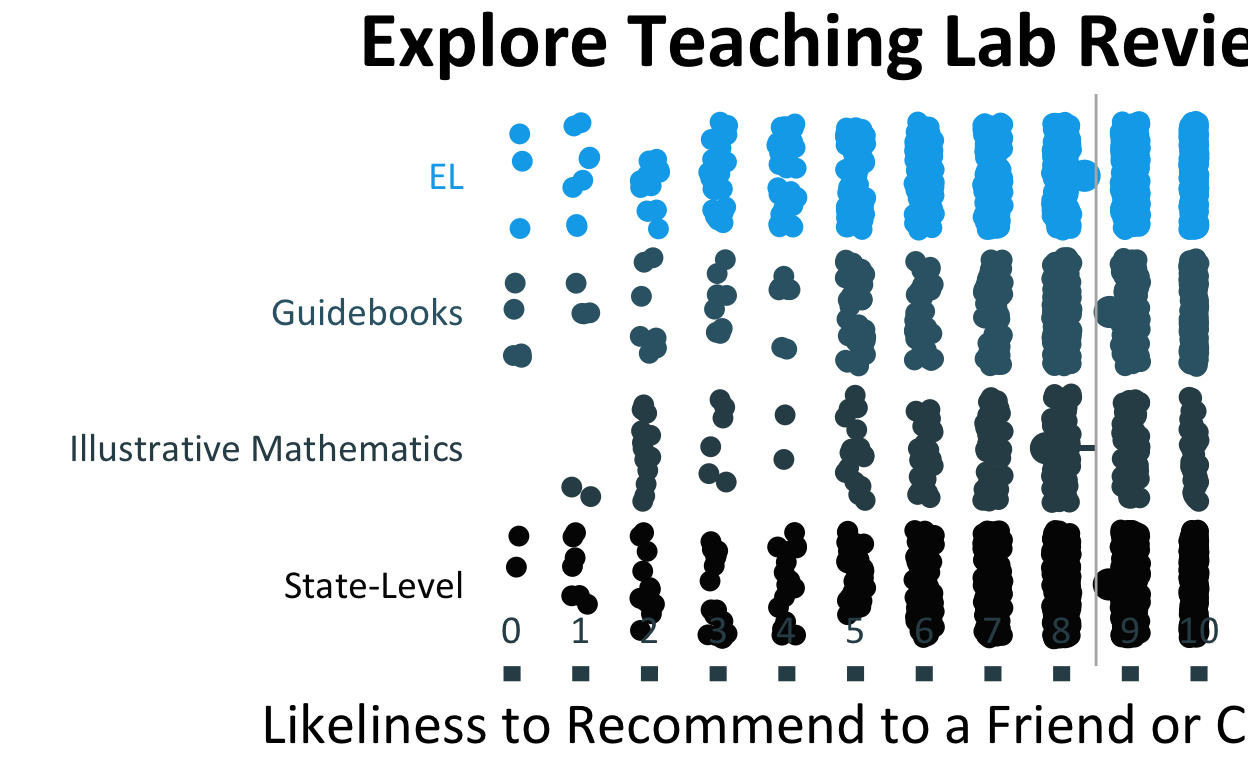 Explore Teaching Lab Revie
EL
Guidebooks
Illustrative Mathematics
State-Level
0 1 2 3 4 5 6 7 8 9 10
Likeliness to Recommend to a Friend or C